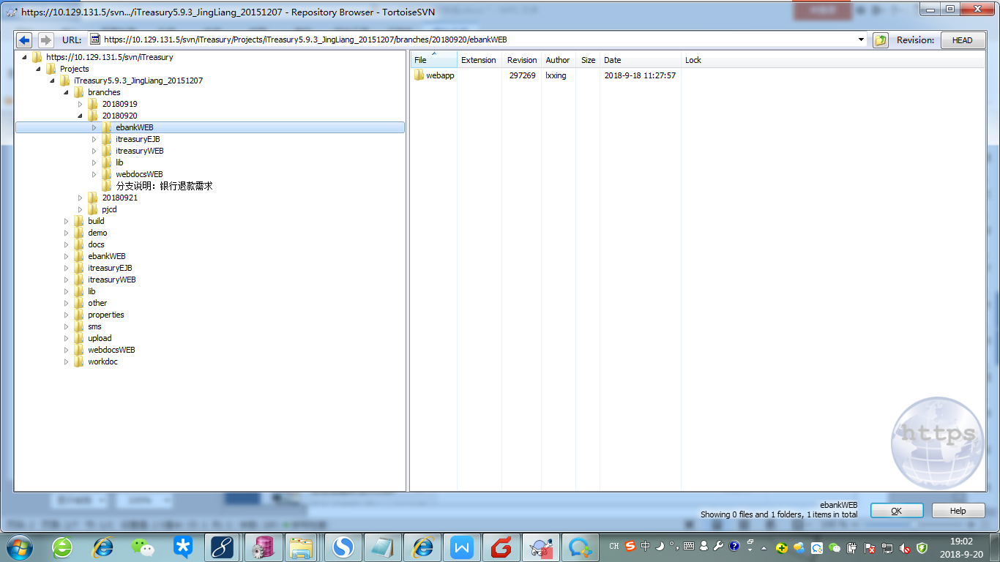 https://10.129.131.5/svn.../iTreasury5.9.3_JingLiang_20151207 - Repository Browser - TortoiseSVN
URL: https://10.129.131.5/svn/iTreasury/Projects/iTreasury5.9.3_JingLiang_20151207/branches/20180920/ebankWEB Revision: HEAD
https://10.129.131.5/svn/iTreasury
Projects
iTreasury5.9.3_JingLiang_20151207
branches
20180919
20180920
ebankWEB
itreasuryEJB
itreasuryWEB
lib
webdocsWEB
分支说明：银行退款需求
20180921
pjcd
build
demo
docs
ebankWEB
itreasuryEJB
itreasuryWEB
lib
other
properties
sms
upload
webdocsWEB
workdoc
File Extension Revision Author Size Date Lock
webapp 297269 lxxing 2018-9-18 11:27:57
https
ebankWEB
Showing 0 files and 1 folders, 1 items in total
OK Help
CH 中
19:02
2018-9-20